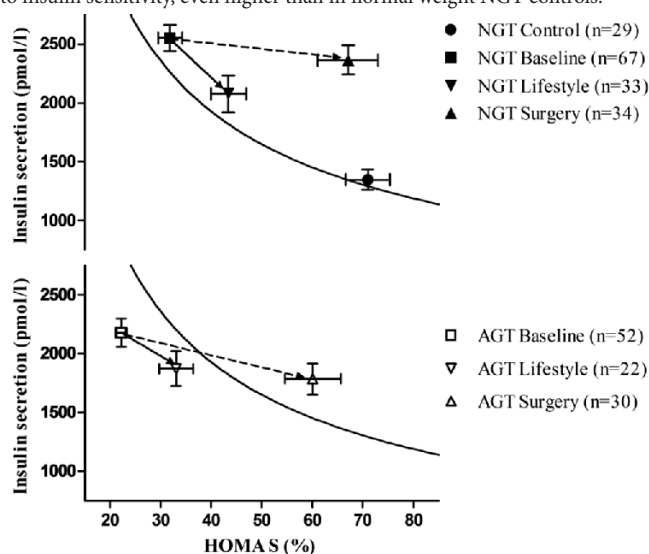 to insulin sensitivity, even higher than in normal weight NGT controls.
Insulin secretion (pmol/l)
2500
2000
1500
1000
NGT Control (n=29)
NGT Baseline (n=67)
NGT Lifestyle (n=33)
NGT Surgery (n=34)
Insulin secretion (pmol/l)
2500
2000
1500
1000
AGT Baseline (n=52)
AGT Lifestyle (n=22)
AGT Surgery (n=30)
20 30 40 50 60 70 80
HOMA S (%)